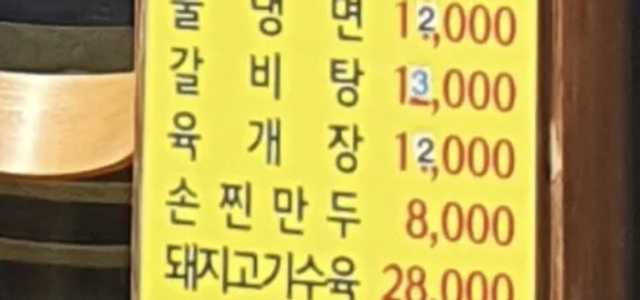 물 냉 면 12,000
갈 비 탕 13,000
육 개 장 12,000
손 찐 만 두 8,000
돼지고기수육 28,000